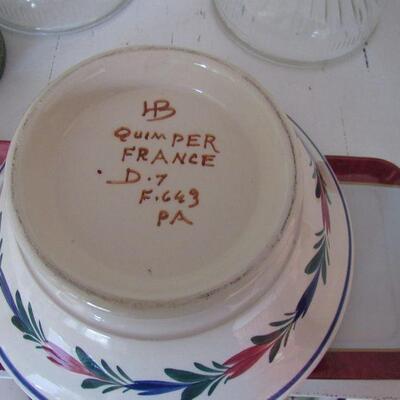 HB
QUIMPER
FRANCE
D.7
F.649
PA